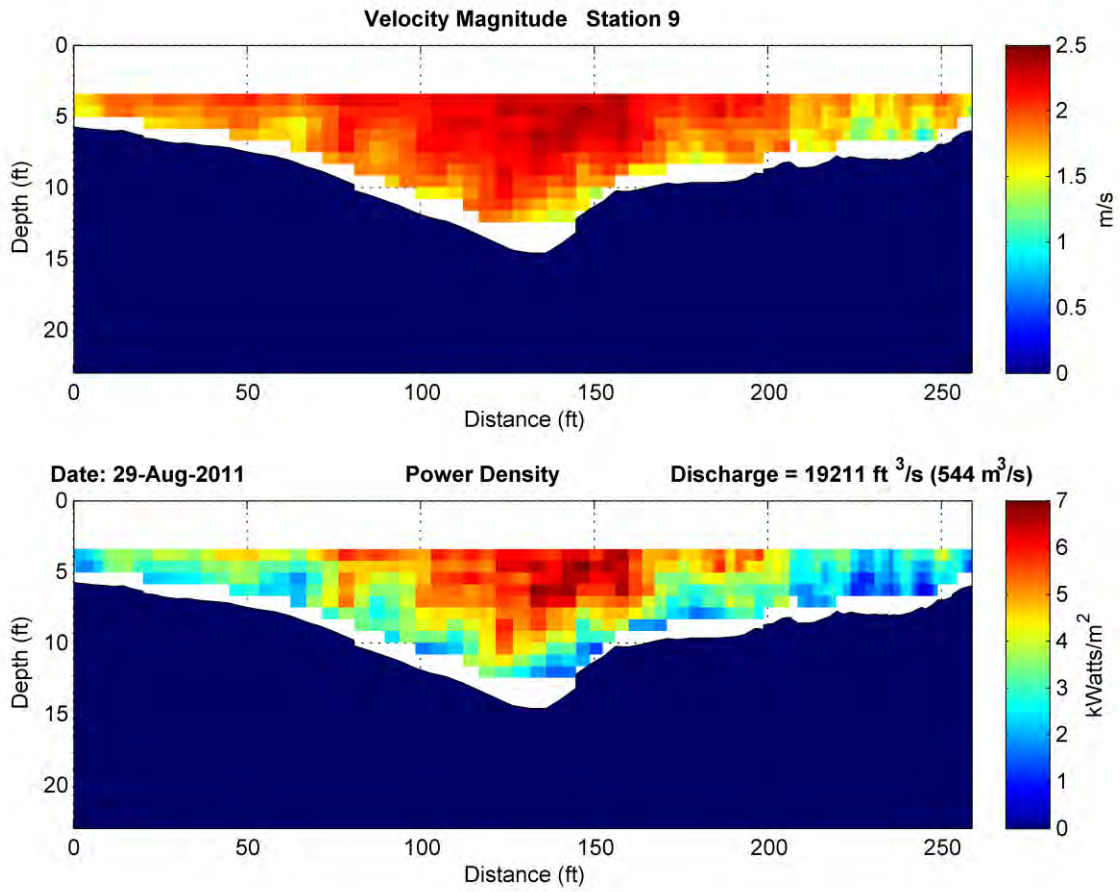 Velocity Magnitude Station 9
0
5
10
15
20
Depth (ft)
0 50 100 150 200 250
Distance (ft)
2.5
2
1.5
1
0.5
0
m/s
Date: 29-Aug-2011 Power Density Discharge = 19211 ft ³/s (544 m³/s)
0
5
10
15
20
Depth (ft)
0 50 100 150 200 250
Distance (ft)
7
6
5
4
3
2
1
0
kWatts/m²